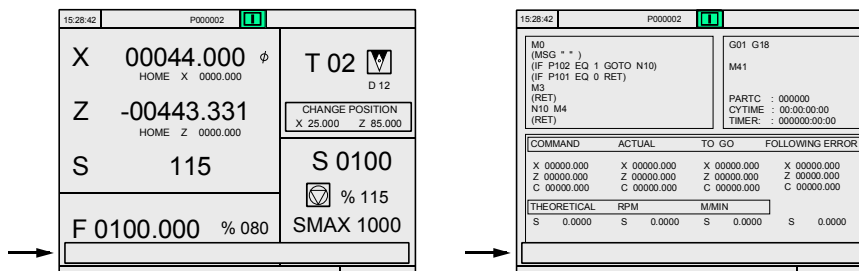 15:28:42 P000002
X 00044.000 ϕ
HOME X 0000.000
Z -00443.331
HOME Z 0000.000
S 115
F 0100.000 % 080
T 02
D 12
CHANGE POSITION
X 25.000 Z 85.000
S 0100
% 115
SMAX 1000
15:28:42 P000002
M0
(MSG " " )
(IF P102 EQ 1 GOTO N10)
(IF P101 EQ 0 RET)
M3
(RET)
N10 M4
(RET)
G01 G18
M41
PARTC : 000000
CYTIME : 00:00:00:00
TIMER: : 000000:00:00
COMMAND ACTUAL TO GO FOLLOWING ERROR
X 00000.000 X 00000.000 X 00000.000 X 00000.000
Z 00000.000 Z 00000.000 Z 00000.000 Z 00000.000
C 00000.000 C 00000.000 C 00000.000 C 00000.000
THEORETICAL RPM M/MIN
S 0.0000 S 0.0000 S 0.0000 S 0.0000